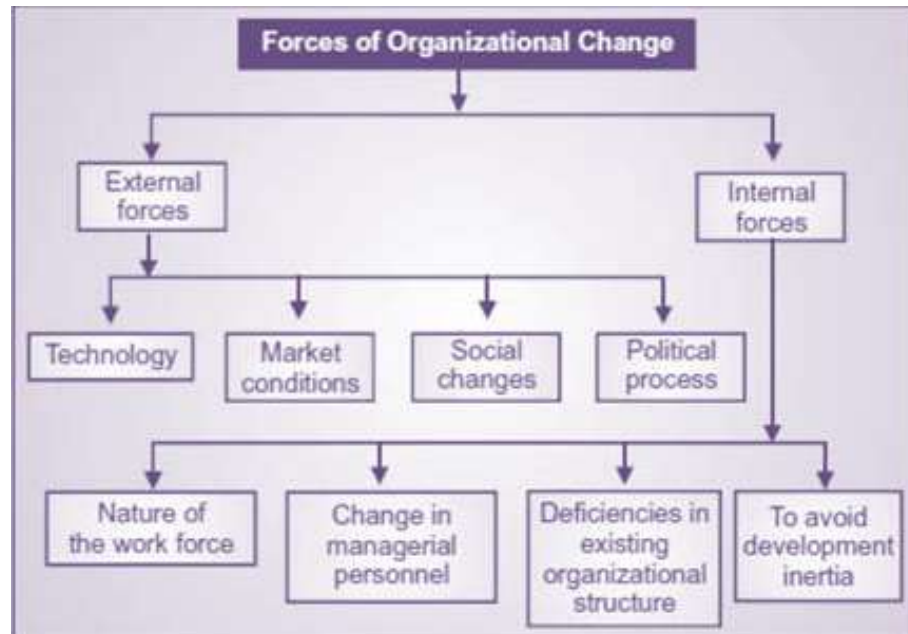 Forces of Organizational Change
External
forces
Internal
forces
Technology
Market
conditions
Social
changes
Political
process
Nature of
the work force
Change in
managerial
personnel
Deficiencies in
existing
organizational
structure
To avoid
development
inertia